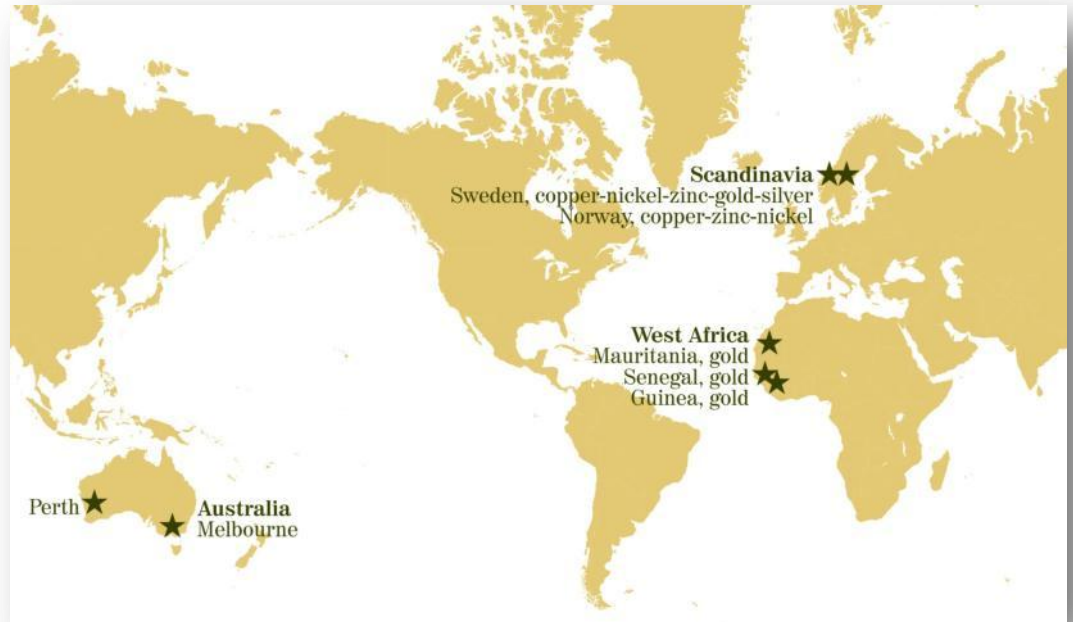 Scandinavia
Sweden, copper-nickel-zinc-gold-silver
Norway, copper-zinc-nickel
West Africa
Mauritania, gold
Senegal, gold
Guinea, gold
Perth
Australia
Melbourne